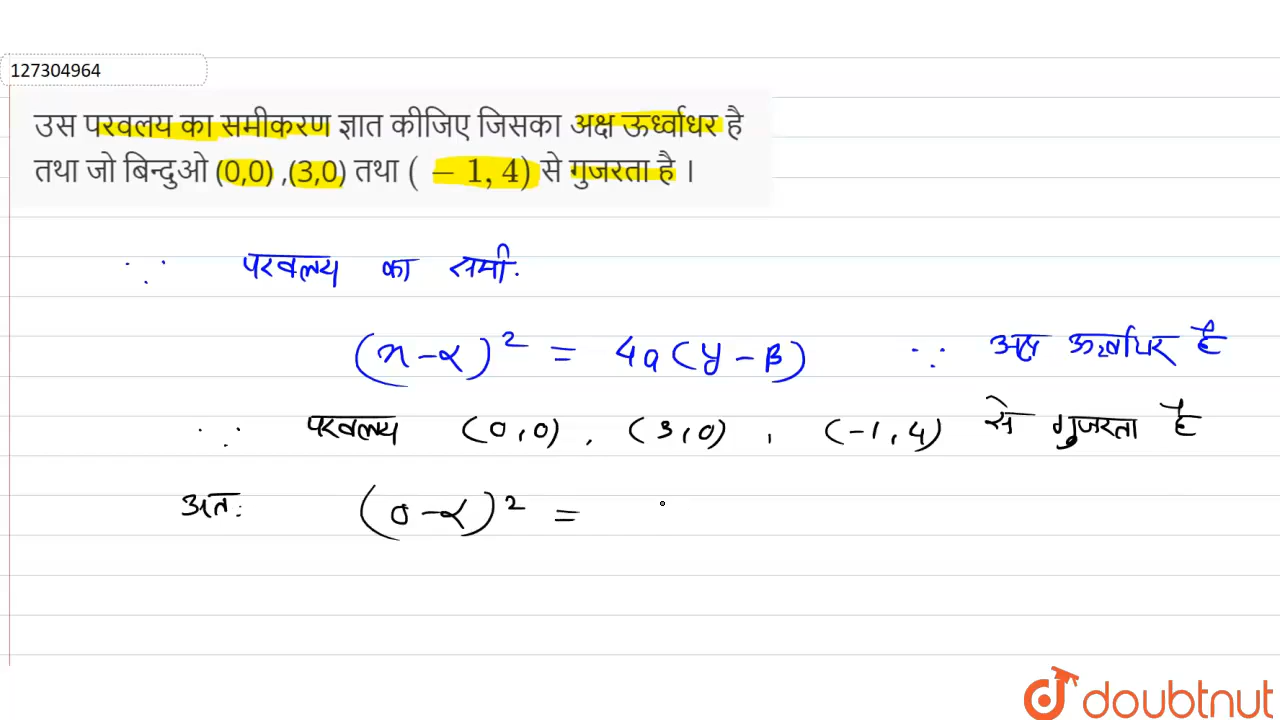 127304964
उस परवलय का समीकरण ज्ञात कीजिए जिसका अक्ष ऊर्ध्वाधर है
तथा जो बिन्दुओ (0,0) ,(3,0) तथा (−1, 4) से गुजरता है ।
∵ परवलय का समी.
(x-α)² = 4a(y-β) ∵ अक्ष ऊर्ध्वाधर है
∵ परवलय (0,0), (3,0), (-1,4) से गुजरता है
अतः (0-α)² =
doubtnut